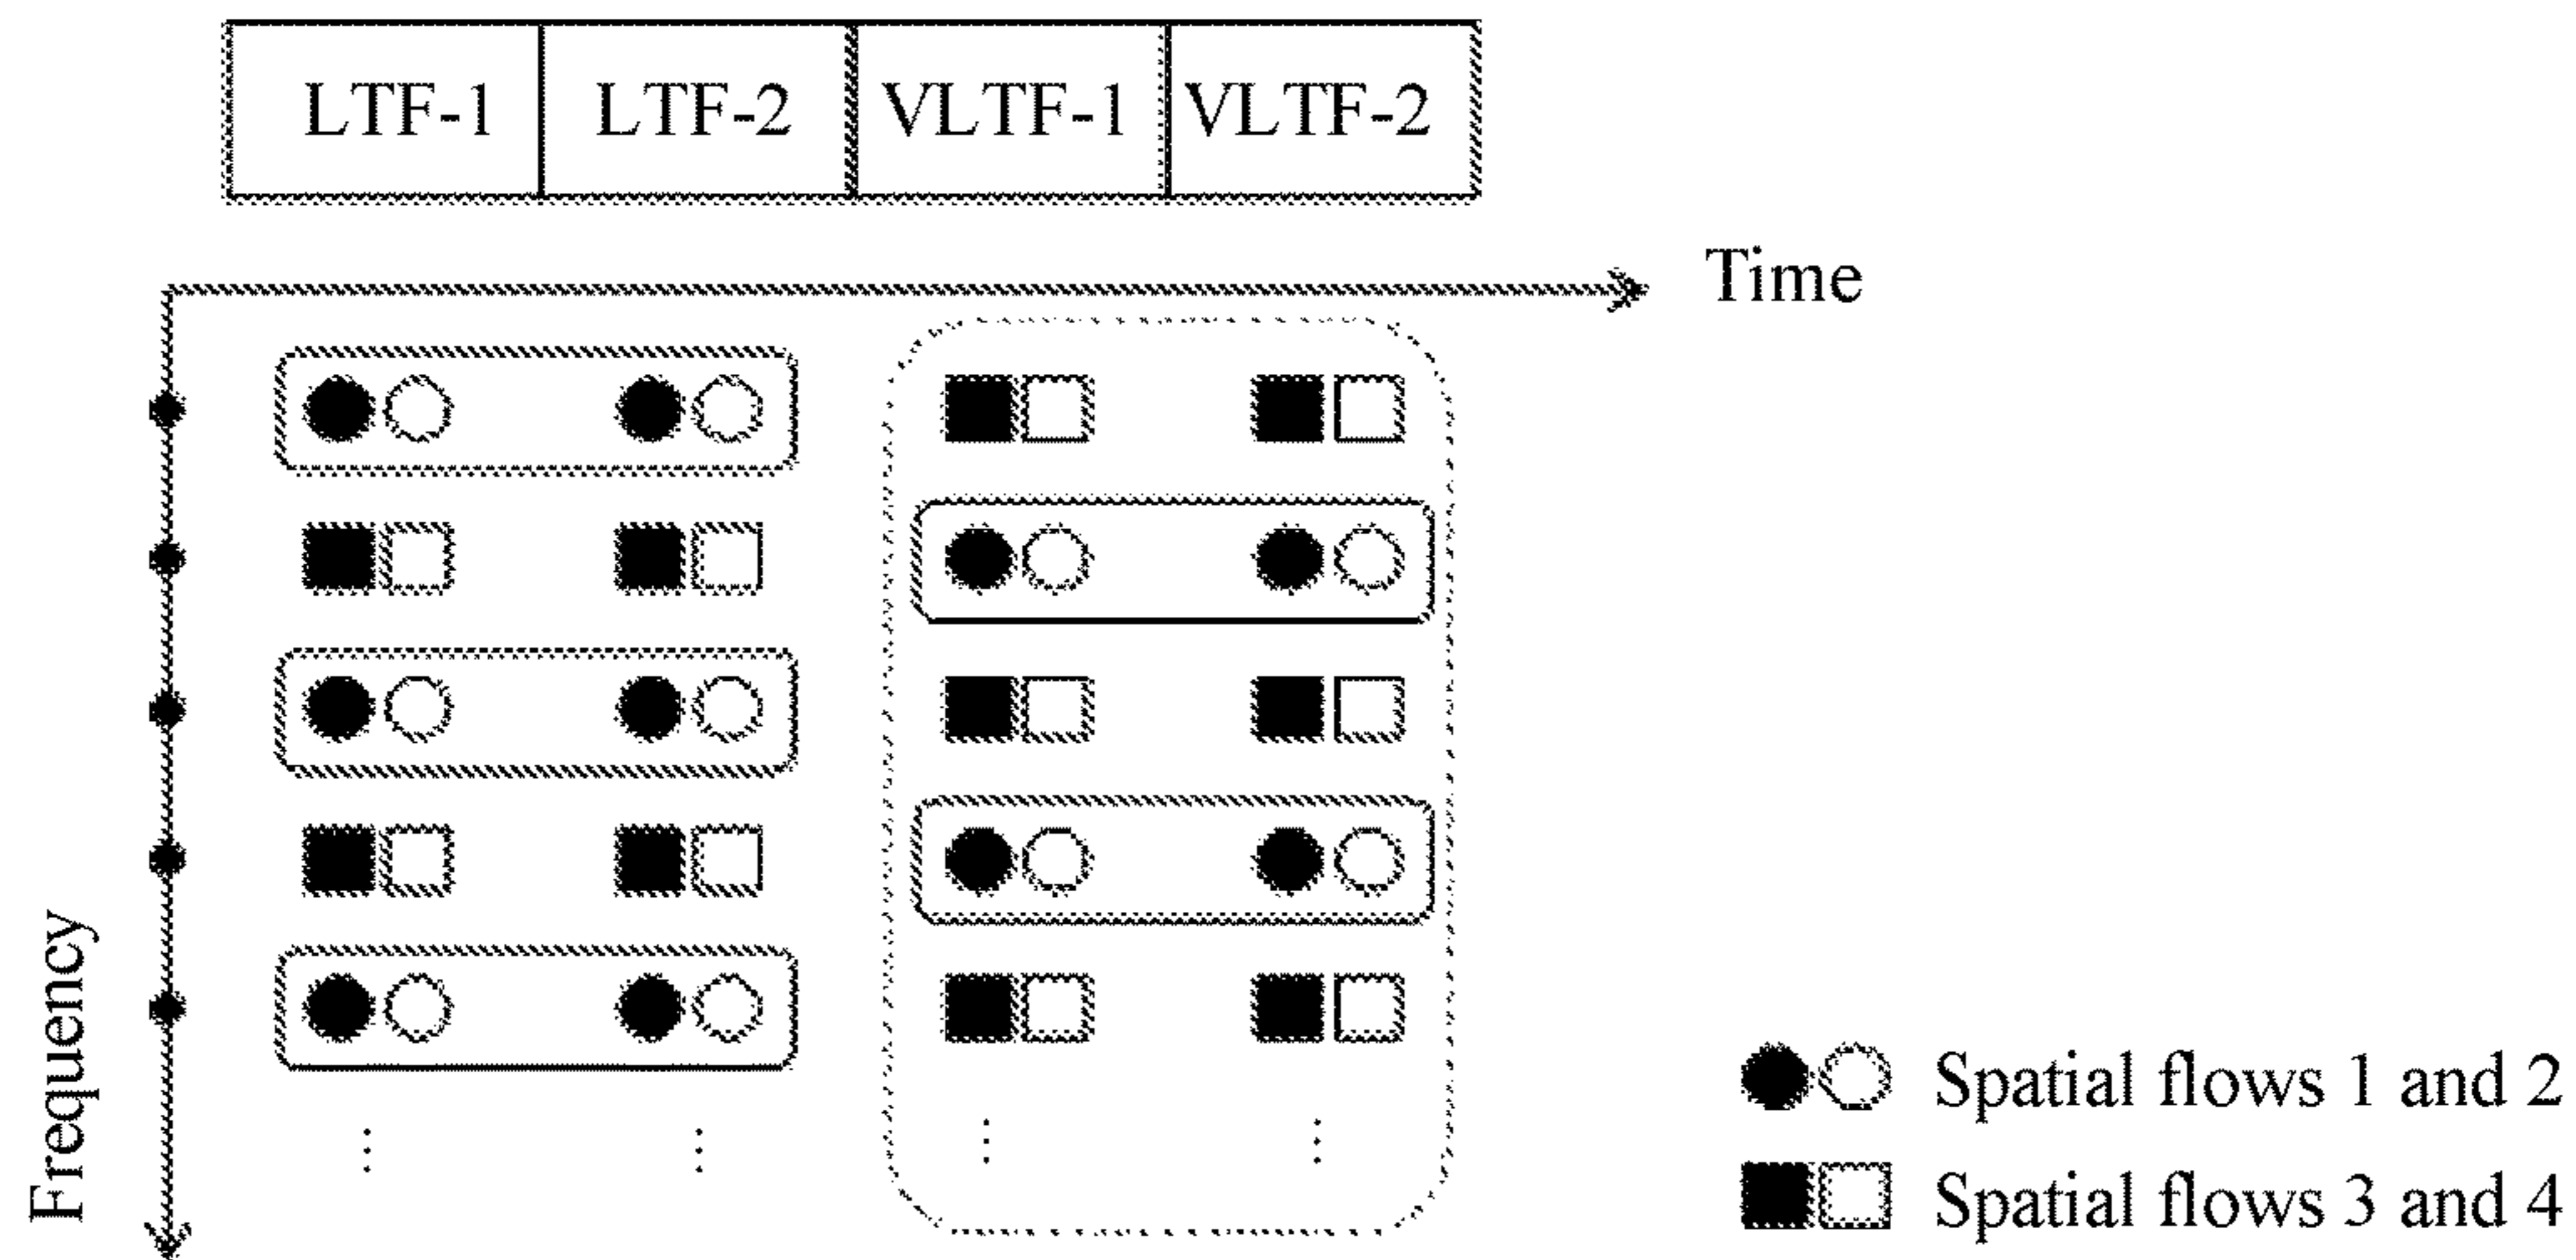 LTF-1 LTF-2 VLTF-1 VLTF-2
Time
Frequency
Spatial flows 1 and 2
Spatial flows 3 and 4